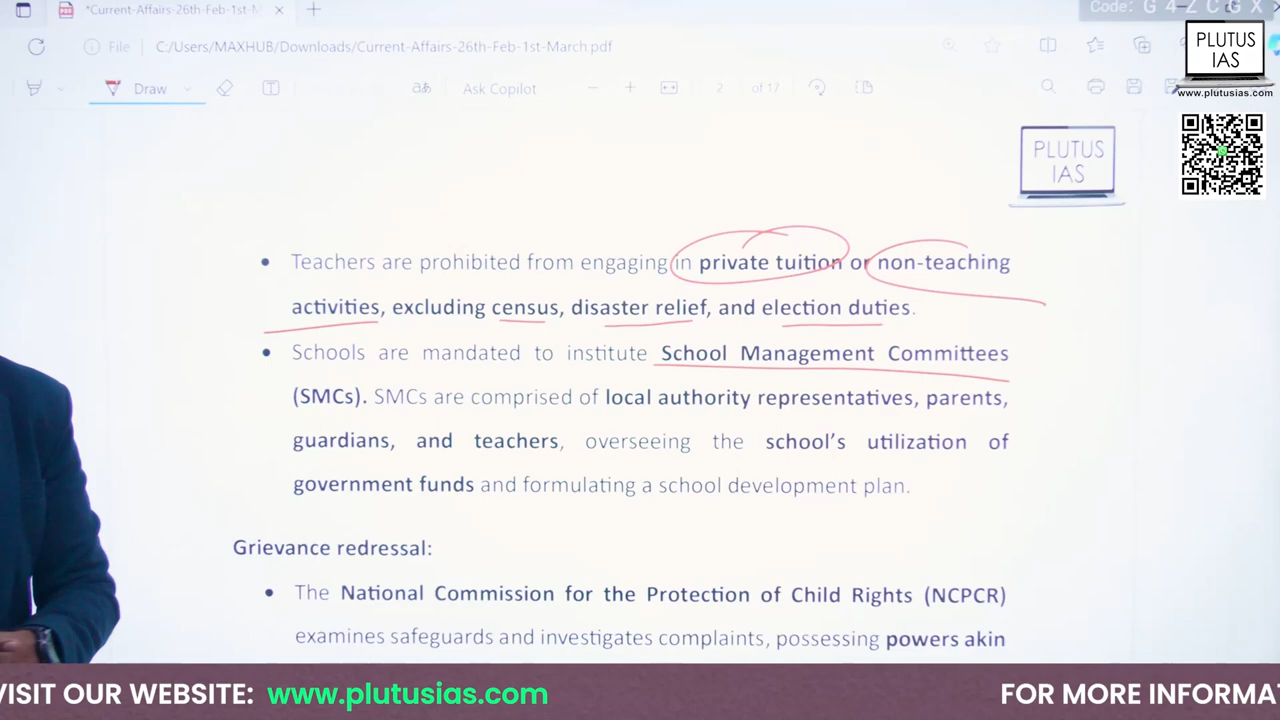 *Current-Affairs-26th-Feb-1st-M
Code: G 4 Z C G X
File
C:/Users/MAXHUB/Downloads/Current-Affairs-26th-Feb-1st-March.pdf
PLUTUS
IAS
www.plutusias.com
Draw
Ask Copilot
2
of 17
PLUTUS
IAS
• Teachers are prohibited from engaging in private tuition or non-teaching
activities, excluding census, disaster relief, and election duties.
• Schools are mandated to institute School Management Committees
(SMCs). SMCs are comprised of local authority representatives, parents,
guardians, and teachers, overseeing the school's utilization of
government funds and formulating a school development plan.
Grievance redressal:
• The National Commission for the Protection of Child Rights (NCPCR)
examines safeguards and investigates complaints, possessing powers akin
VISIT OUR WEBSITE: www.plutusias.com
FOR MORE INFORMAT